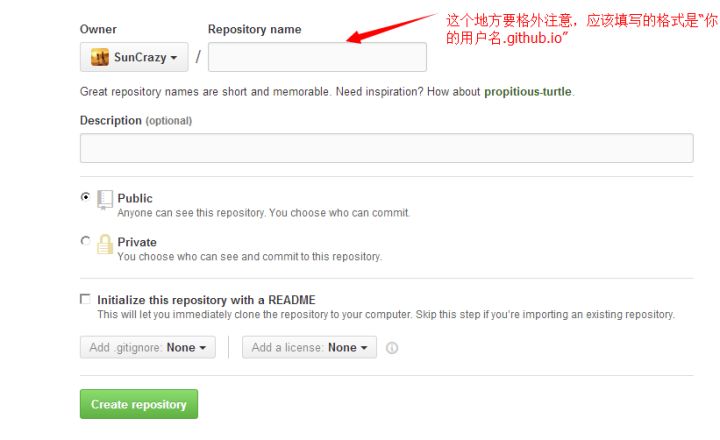 这个地方要格外注意，应该填写的格式是“你
的用户名.github.io”
Owner
Repository name
SunCrazy
/
Great repository names are short and memorable. Need inspiration? How about propitious-turtle.
Description (optional)
Public
Anyone can see this repository. You choose who can commit.
Private
You choose who can see and commit to this repository.
Initialize this repository with a README
This will let you immediately clone the repository to your computer. Skip this step if you’re importing an existing repository.
Add .gitignore: None
Add a license: None
Create repository